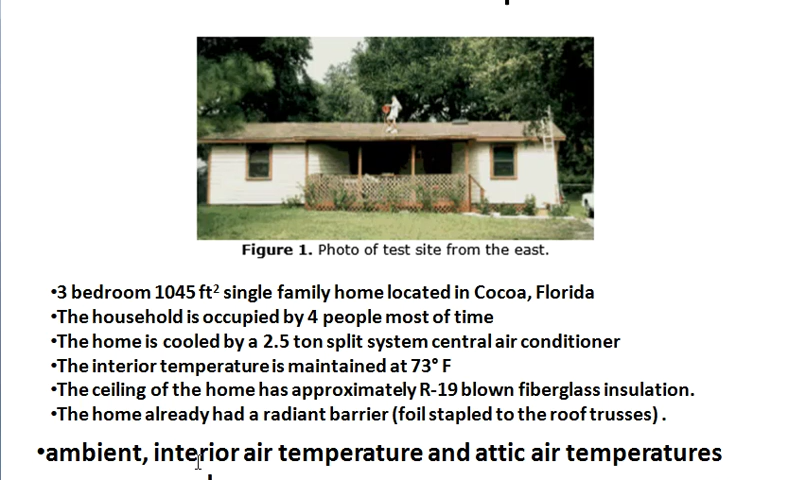 Figure 1. Photo of test site from the east.
•3 bedroom 1045 ft² single family home located in Cocoa, Florida
•The household is occupied by 4 people most of time
•The home is cooled by a 2.5 ton split system central air conditioner
•The interior temperature is maintained at 73° F
•The ceiling of the home has approximately R-19 blown fiberglass insulation.
•The home already had a radiant barrier (foil stapled to the roof trusses) .
•ambient, interior air temperature and attic air temperatures